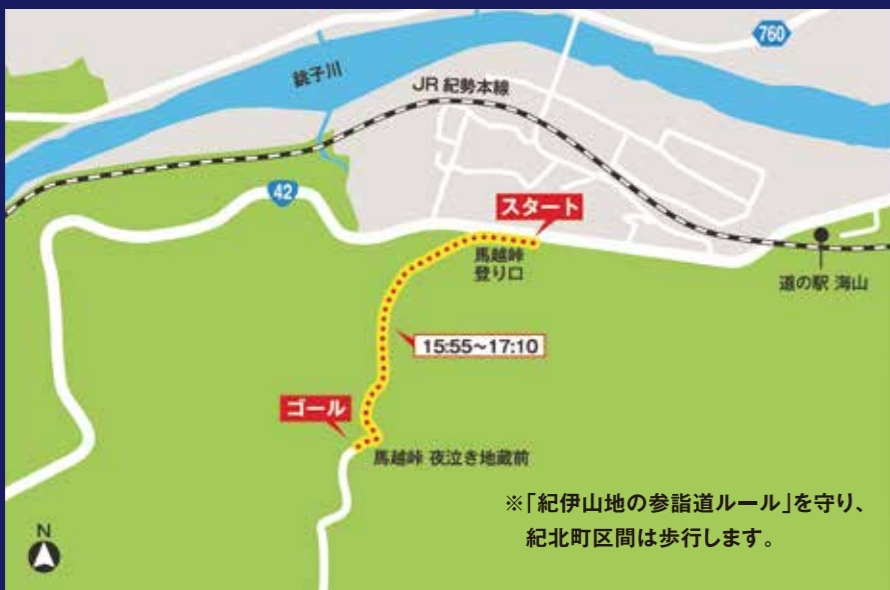 760
銚子川
JR 紀勢本線
42
スタート
馬越峠
登り口
道の駅 海山
15:55~17:10
ゴール
馬越峠 夜泣き地蔵前
※「紀伊山地の参詣道ルール」を守り、
紀北町区間は歩行します。
N